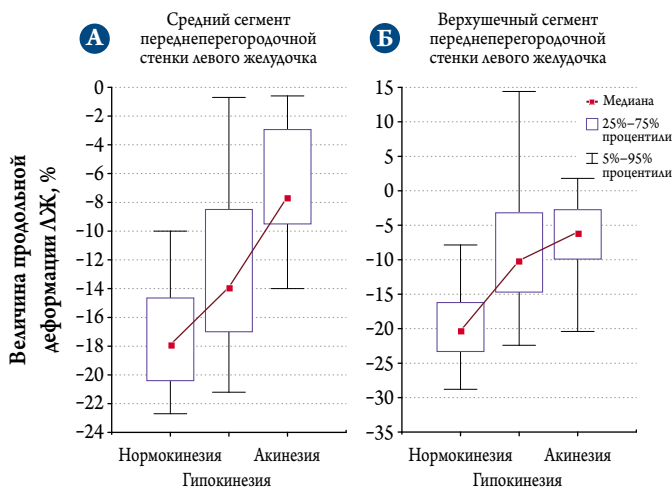 А
Средний сегмент
переднеперегородочной
стенки левого желудочка
Величина продольной
деформации ЛЖ, %
0
−2
−4
−6
−8
−10
−12
−14
−16
−18
−20
−22
−24
Нормокинезия
Гипокинезия
Акинезия
Б
Верхушечный сегмент
переднеперегородочной
стенки левого желудочка
15
10
5
0
−5
−10
−15
−20
−25
−30
−35
Медиана
25%–75%
процентили
5%–95%
процентили
Нормокинезия
Гипокинезия
Акинезия